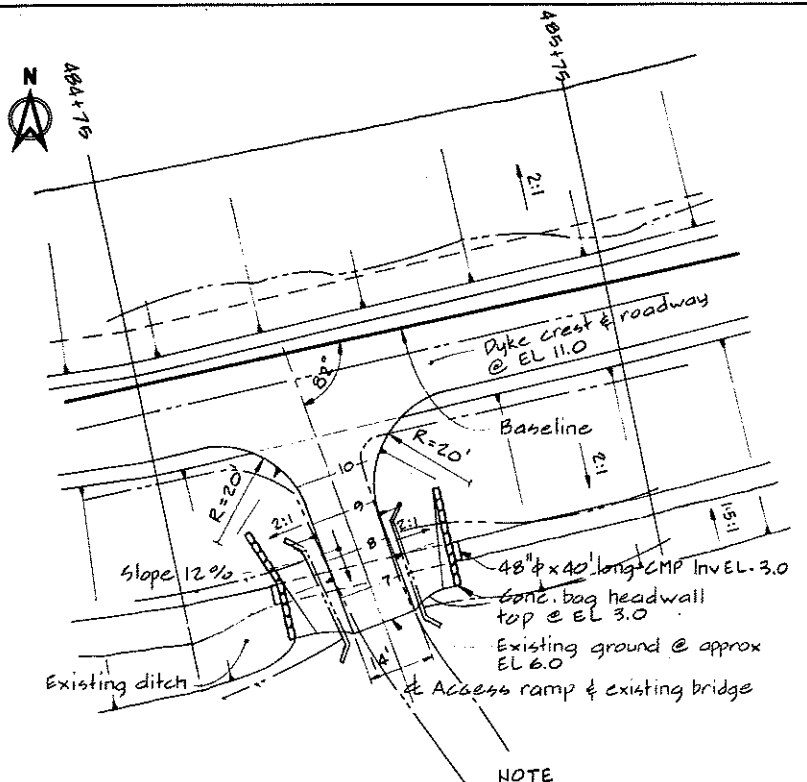 N
484+75
485+75
2:1
Dyke crest & roadway
@ EL 11.0
82°
Baseline
R=20'
R=20'
10
9
8
7
2:1
2:1
2:1
1.5:1
Slope 12%
48"φ x 40' long CMP Inv EL-3.0
Conc. bag headwall
top @ EL 3.0
Existing ground @ approx
EL 6.0
14'
Existing ditch
℄ Access ramp & existing bridge
NOTE